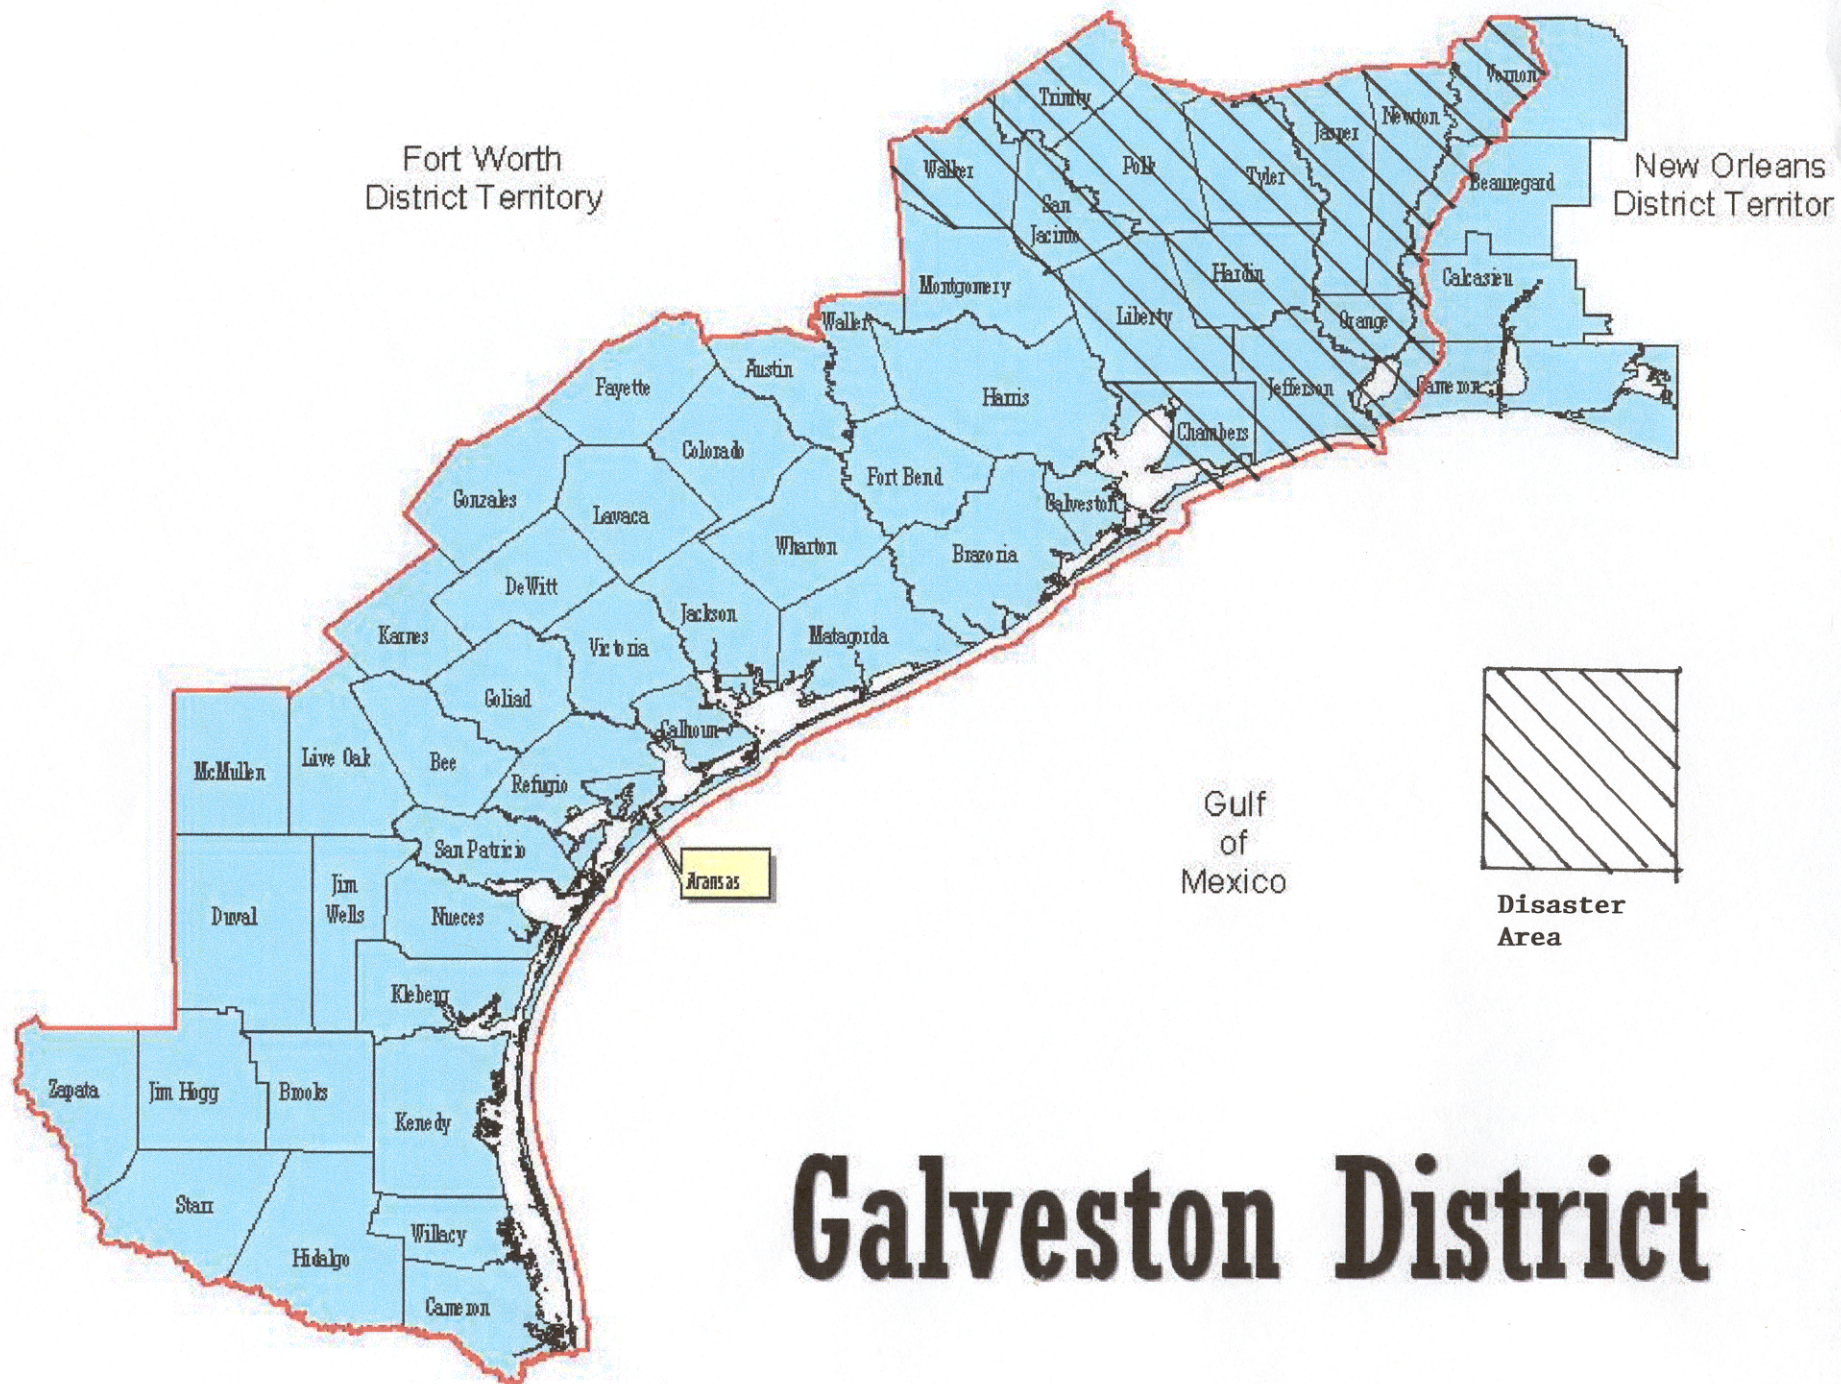 Fort Worth
District Territory
New Orleans
District Territor
Trinity
Vernon
Walker
Polk
Tyler
Jasper
Newton
Beauregard
San
Jacinto
Montgomery
Hardin
Calcasieu
Waller
Liberty
Orange
Fayette
Austin
Harris
Jefferson
Cameron
Colorado
Chambers
Gonzales
Lavaca
Fort Bend
Galveston
Wharton
Brazoria
DeWitt
Karnes
Jackson
Victoria
Matagorda
Goliad
Calhoun
McMullen
Live Oak
Bee
Refugio
San Patricio
Aransas
Duval
Jim
Wells
Nueces
Kleberg
Gulf
of
Mexico
Disaster
Area
Zapata
Jim Hogg
Brooks
Kenedy
Starr
Hidalgo
Willacy
Cameron
Galveston District